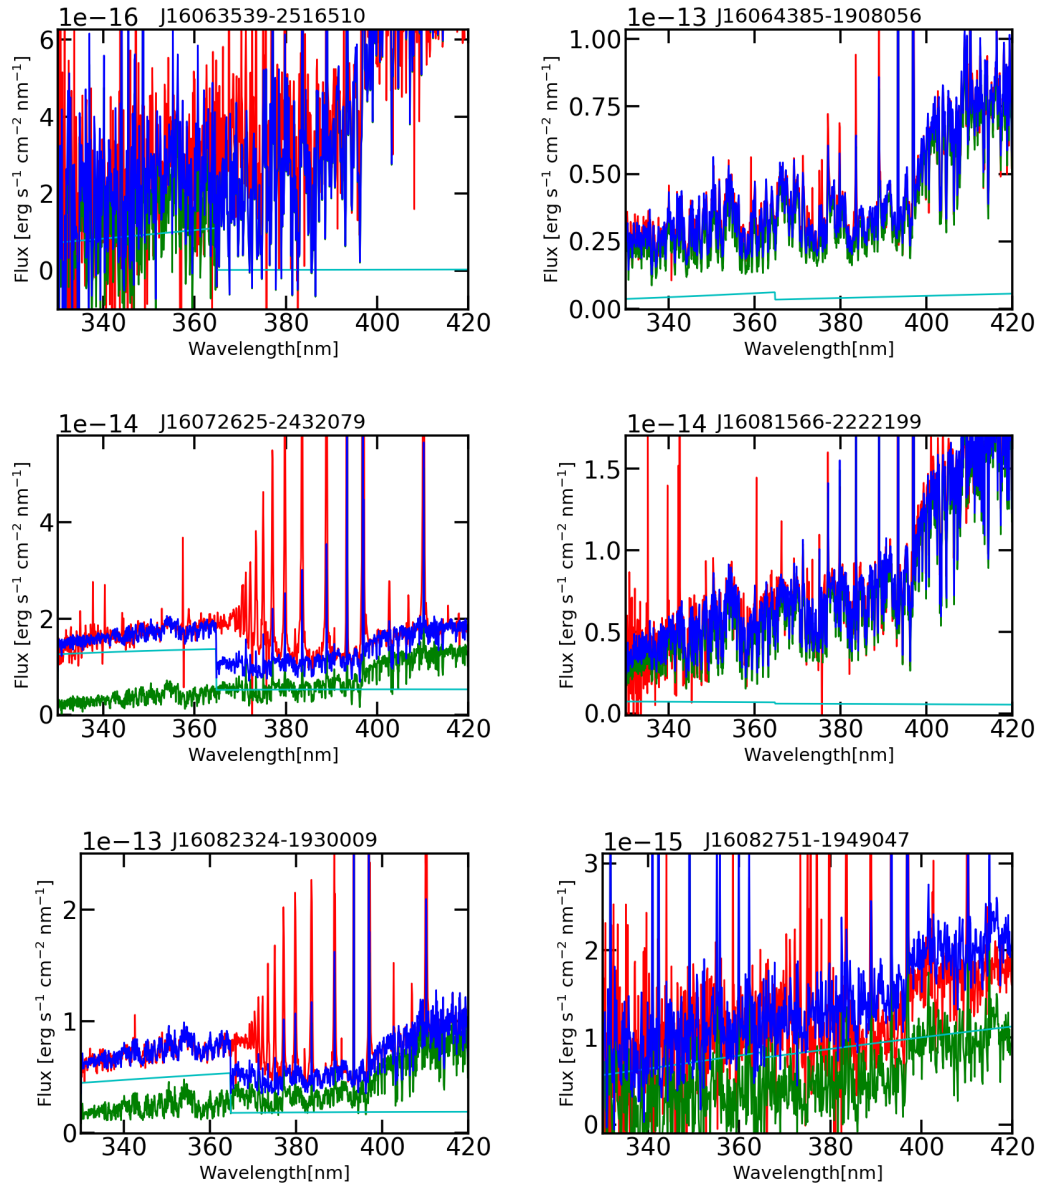 1e−16 J16063539-2516510
6
4
2
0
Flux [erg s⁻¹ cm⁻² nm⁻¹]
340 360 380 400 420
Wavelength[nm]
1e−13 J16064385-1908056
1.00
0.75
0.50
0.25
0.00
Flux [erg s⁻¹ cm⁻² nm⁻¹]
340 360 380 400 420
Wavelength[nm]
1e−14 J16072625-2432079
4
2
0
Flux [erg s⁻¹ cm⁻² nm⁻¹]
340 360 380 400 420
Wavelength[nm]
1e−14 J16081566-2222199
1.5
1.0
0.5
0.0
Flux [erg s⁻¹ cm⁻² nm⁻¹]
340 360 380 400 420
Wavelength[nm]
1e−13 J16082324-1930009
2
1
0
Flux [erg s⁻¹ cm⁻² nm⁻¹]
340 360 380 400 420
Wavelength[nm]
1e−15 J16082751-1949047
3
2
1
0
Flux [erg s⁻¹ cm⁻² nm⁻¹]
340 360 380 400 420
Wavelength[nm]